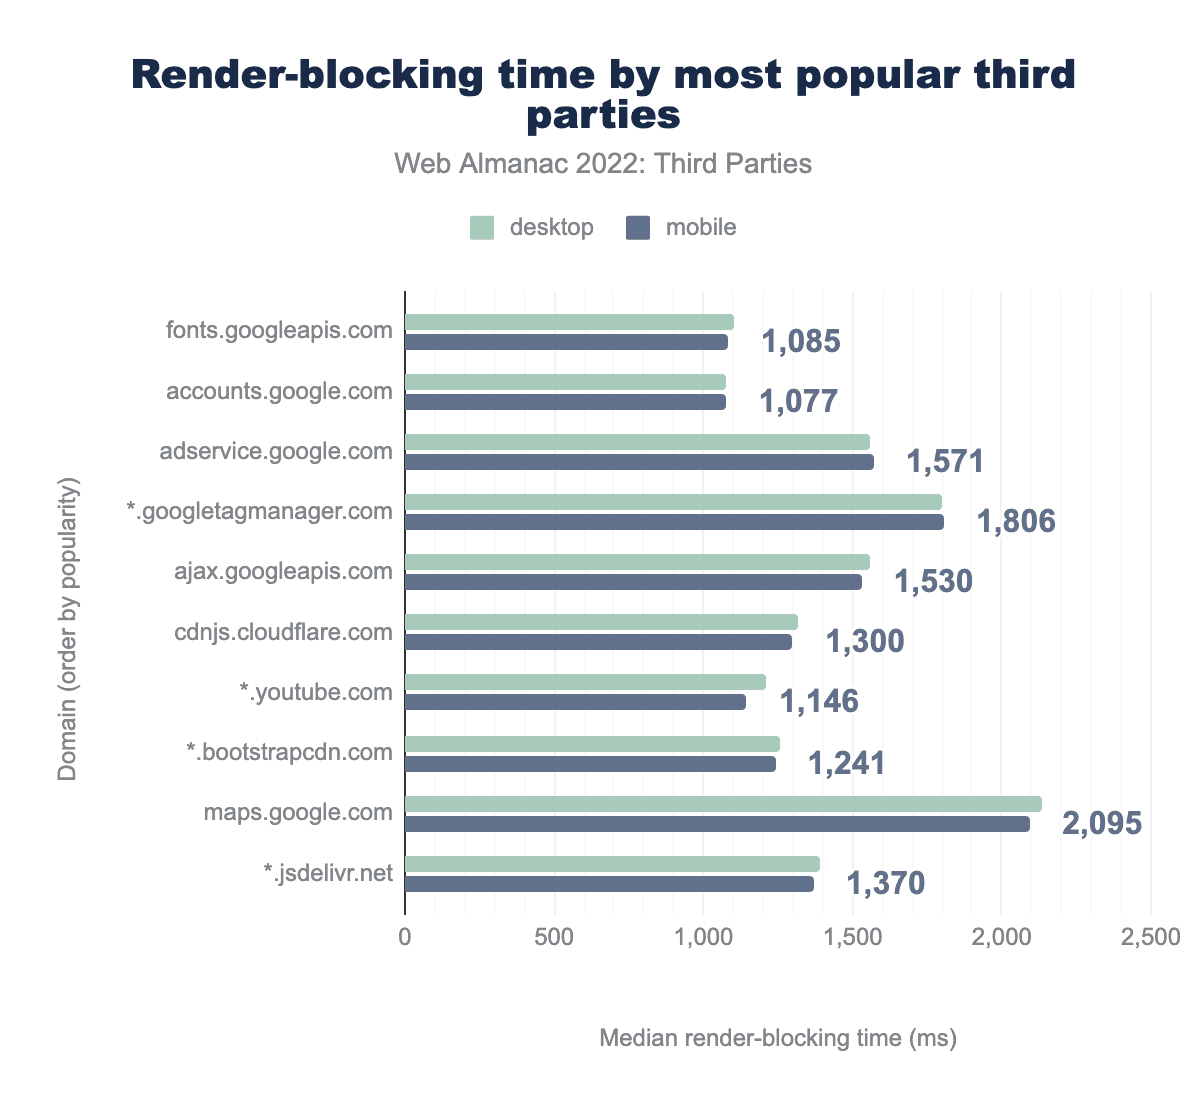 Render-blocking time by most popular third
parties
Web Almanac 2022: Third Parties
desktop
mobile
Domain (order by popularity)
fonts.googleapis.com
1,085
accounts.google.com
1,077
adservice.google.com
1,571
*.googletagmanager.com
1,806
ajax.googleapis.com
1,530
cdnjs.cloudflare.com
1,300
*.youtube.com
1,146
*.bootstrapcdn.com
1,241
maps.google.com
2,095
*.jsdelivr.net
1,370
0 500 1,000 1,500 2,000 2,500
Median render-blocking time (ms)